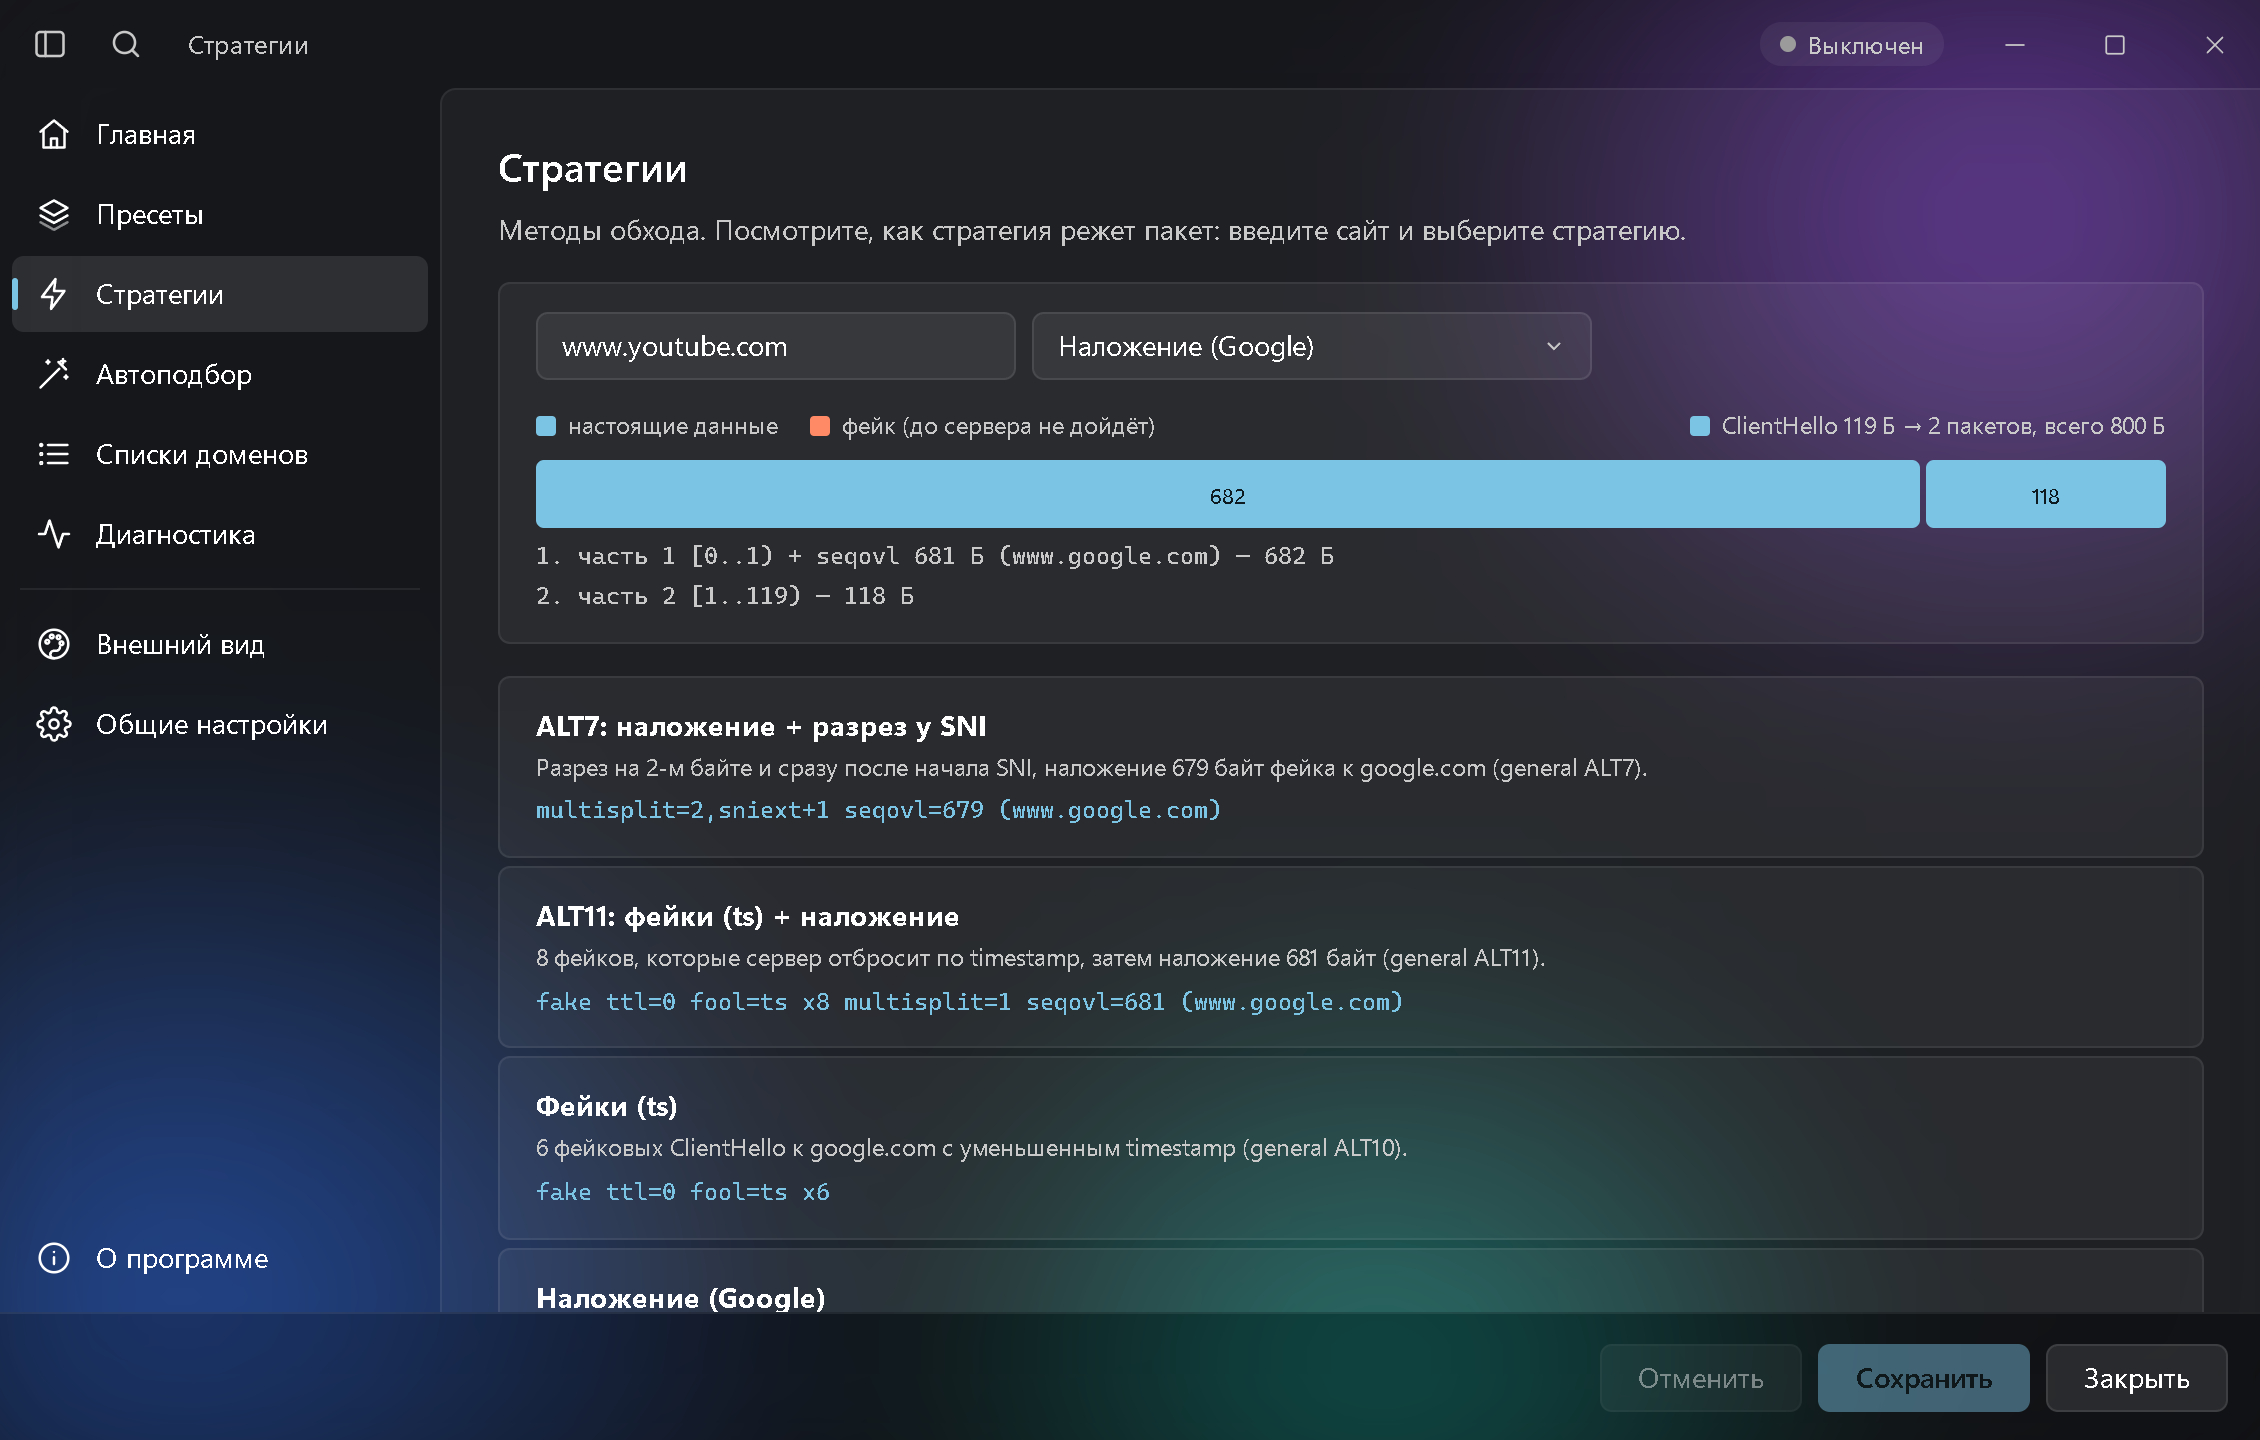 Стратегии
Выключен
Главная
Пресеты
Стратегии
Автоподбор
Списки доменов
Диагностика
Внешний вид
Общие настройки
О программе
Стратегии
Методы обхода. Посмотрите, как стратегия режет пакет: введите сайт и выберите стратегию.
www.youtube.com
Наложение (Google)
настоящие данные
фейк (до сервера не дойдёт)
ClientHello 119 Б → 2 пакетов, всего 800 Б
682
118
1. часть 1 [0..1) + seqovl 681 Б (www.google.com) — 682 Б
2. часть 2 [1..119) — 118 Б
ALT7: наложение + разрез у SNI
Разрез на 2-м байте и сразу после начала SNI, наложение 679 байт фейка к google.com (general ALT7).
multisplit=2,sniext+1 seqovl=679 (www.google.com)
ALT11: фейки (ts) + наложение
8 фейков, которые сервер отбросит по timestamp, затем наложение 681 байт (general ALT11).
fake ttl=0 fool=ts x8 multisplit=1 seqovl=681 (www.google.com)
Фейки (ts)
6 фейковых ClientHello к google.com с уменьшенным timestamp (general ALT10).
fake ttl=0 fool=ts x6
Наложение (Google)
Отменить
Сохранить
Закрыть